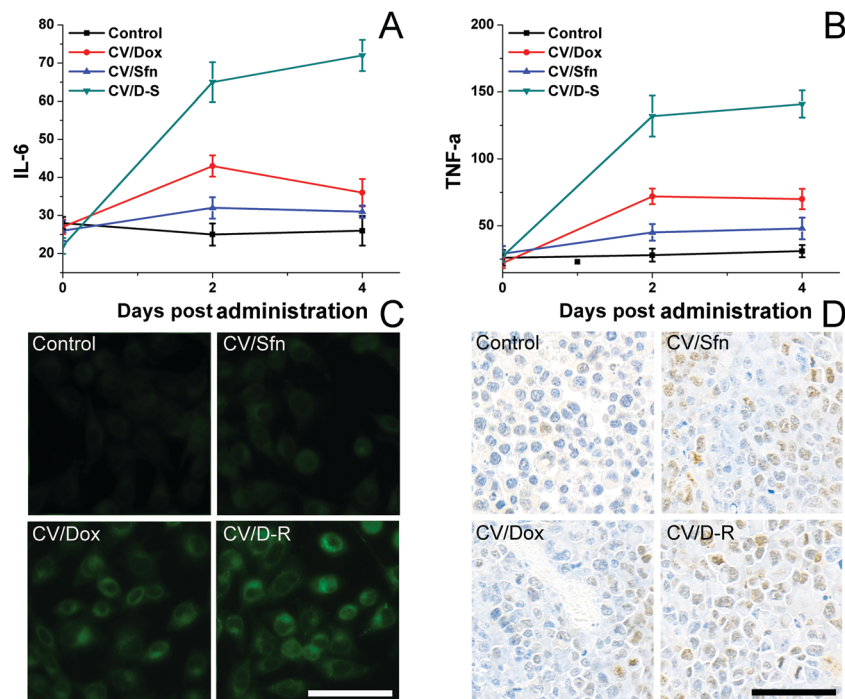 A
Control
CV/Dox
CV/Sfn
CV/D-S
80
70
60
50
40
30
20
IL-6
0
2
4
Days post administration
B
Control
CV/Dox
CV/Sfn
CV/D-S
200
150
100
50
TNF-a
0
2
4
Days post administration
C
Control
CV/Sfn
CV/Dox
CV/D-R
D
Control
CV/Sfn
CV/Dox
CV/D-R